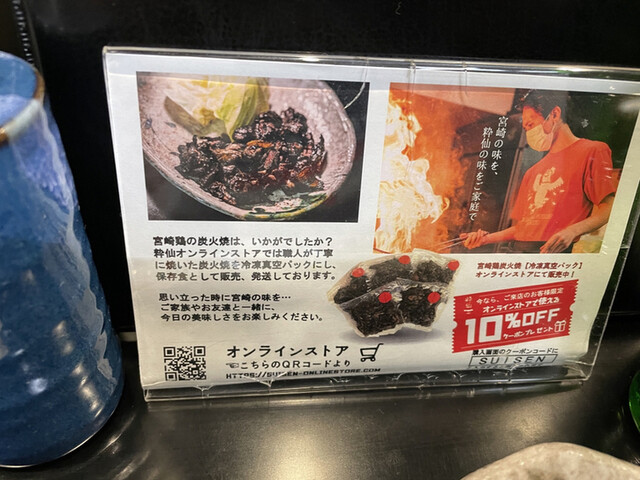 宮崎の味を、
粋仙の味をご家庭で
宮崎鶏の炭火焼は、いかがでしたか？
粋仙オンラインストアでは職人が丁寧
に焼いた炭火焼を冷凍真空パックにし、
保存食として販売、発送しております。
思い立った時に宮崎の味を…
ご家族やお友達と一緒に、
今日の美味しさをお楽しみください。
宮崎鶏炭火焼【冷凍真空パック】
オンラインストアにて販売中！
今なら、ご来店のお客様限定
オンラインストアで使える
10%OFF
クーポンプレゼント
購入画面のクーポンコードに
SUISEN
オンラインストア
こちらのQRコードより
HTTPS://SUISEN-ONLINESTORE.COM